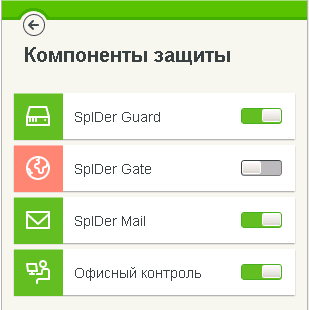 Компоненты защиты
SpIDer Guard
SpIDer Gate
SpIDer Mail
Офисный контроль